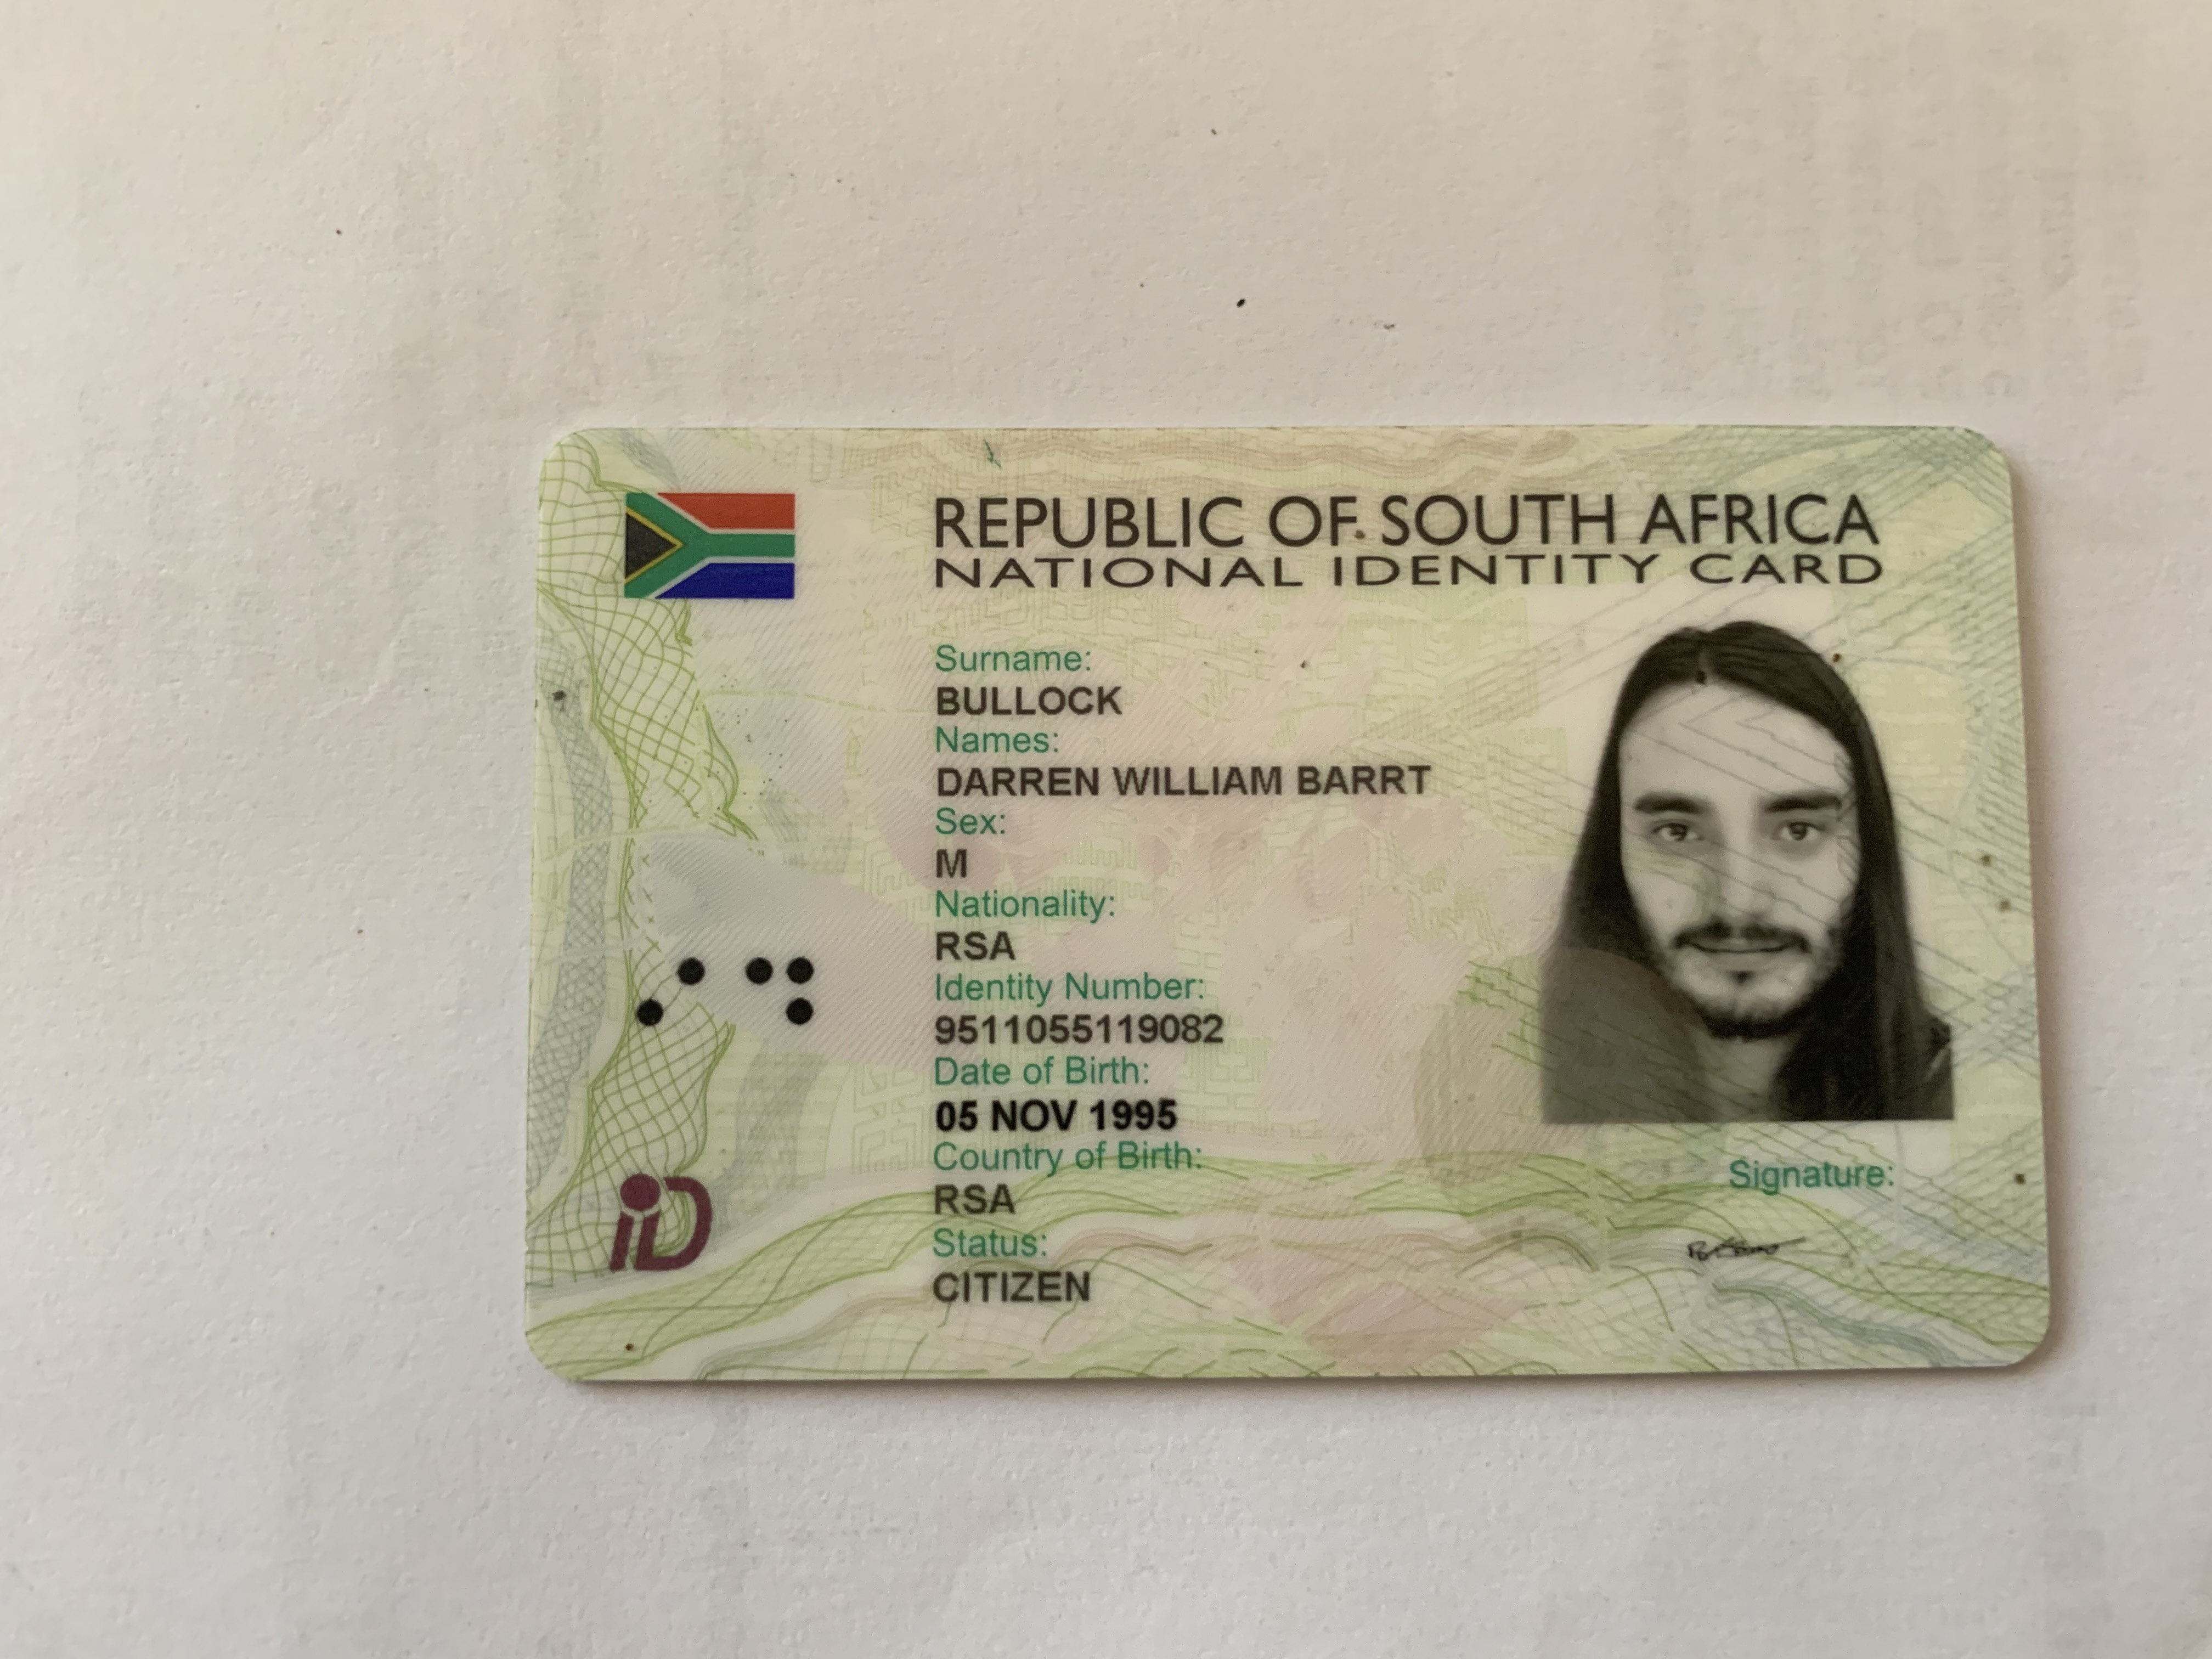 REPUBLIC OF SOUTH AFRICA
NATIONAL IDENTITY CARD
Surname:
BULLOCK
Names:
DARREN WILLIAM BARRT
Sex:
M
Nationality:
RSA
Identity Number:
9511055119082
Date of Birth:
05 NOV 1995
Country of Birth:
RSA
Status:
CITIZEN
Signature:
iD